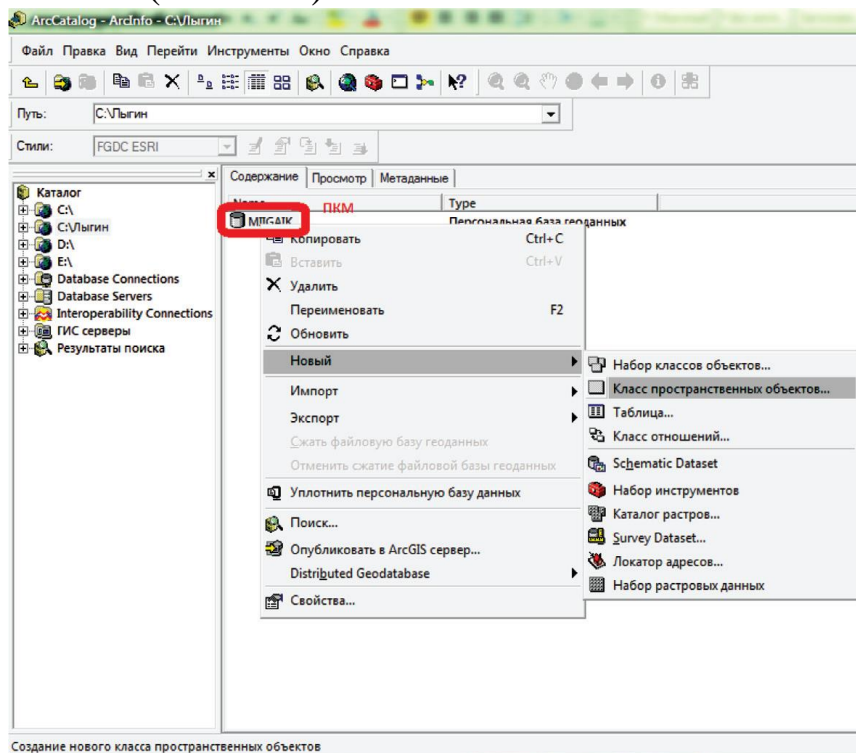 ArcCatalog - ArcInfo - C:\Лыгин
Файл Правка Вид Перейти Инструменты Окно Справка
Путь: C:\Лыгин
Стили: FGDC ESRI
Содержание Просмотр Метаданные
Type
ПКМ
MIIGAIK Персональная база геоданных
Каталог
C:\
C:\Лыгин
D:\
E:\
Database Connections
Database Servers
Interoperability Connections
ГИС серверы
Результаты поиска
Копировать Ctrl+C
Вставить Ctrl+V
Удалить
Переименовать F2
Обновить
Новый
Импорт
Экспорт
Сжать файловую базу геоданных
Отменить сжатие файловой базы геоданных
Уплотнить персональную базу данных
Поиск...
Опубликовать в ArcGIS сервер...
Distributed Geodatabase
Свойства...
Набор классов объектов...
Класс пространственных объектов...
Таблица...
Класс отношений...
Schematic Dataset
Набор инструментов
Каталог растров...
Survey Dataset...
Локатор адресов...
Набор растровых данных
Создание нового класса пространственных объектов